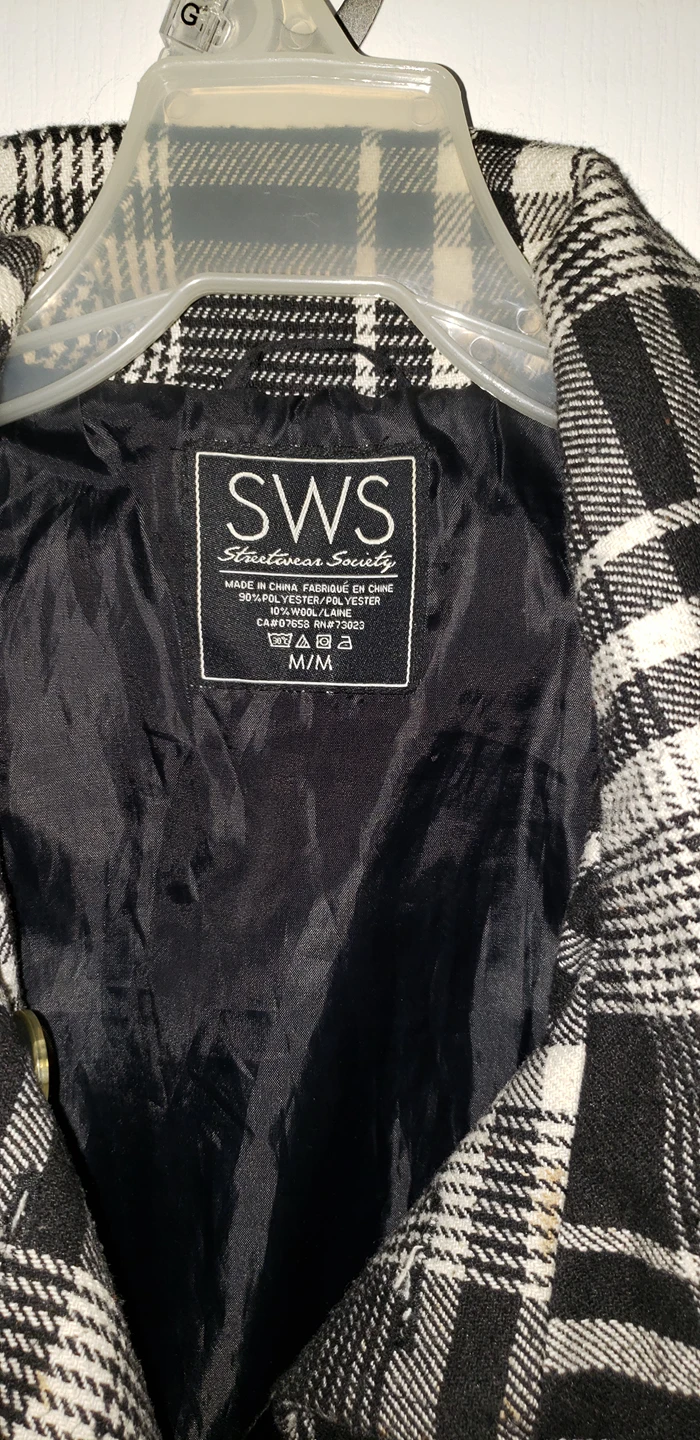 G
SWS
Streetwear Society
MADE IN CHINA FABRIQUÉ EN CHINE
90%POLYESTER/POLYESTER
10%WOOL/LAINE
CA#07658 RN#73023
30°C
M/M